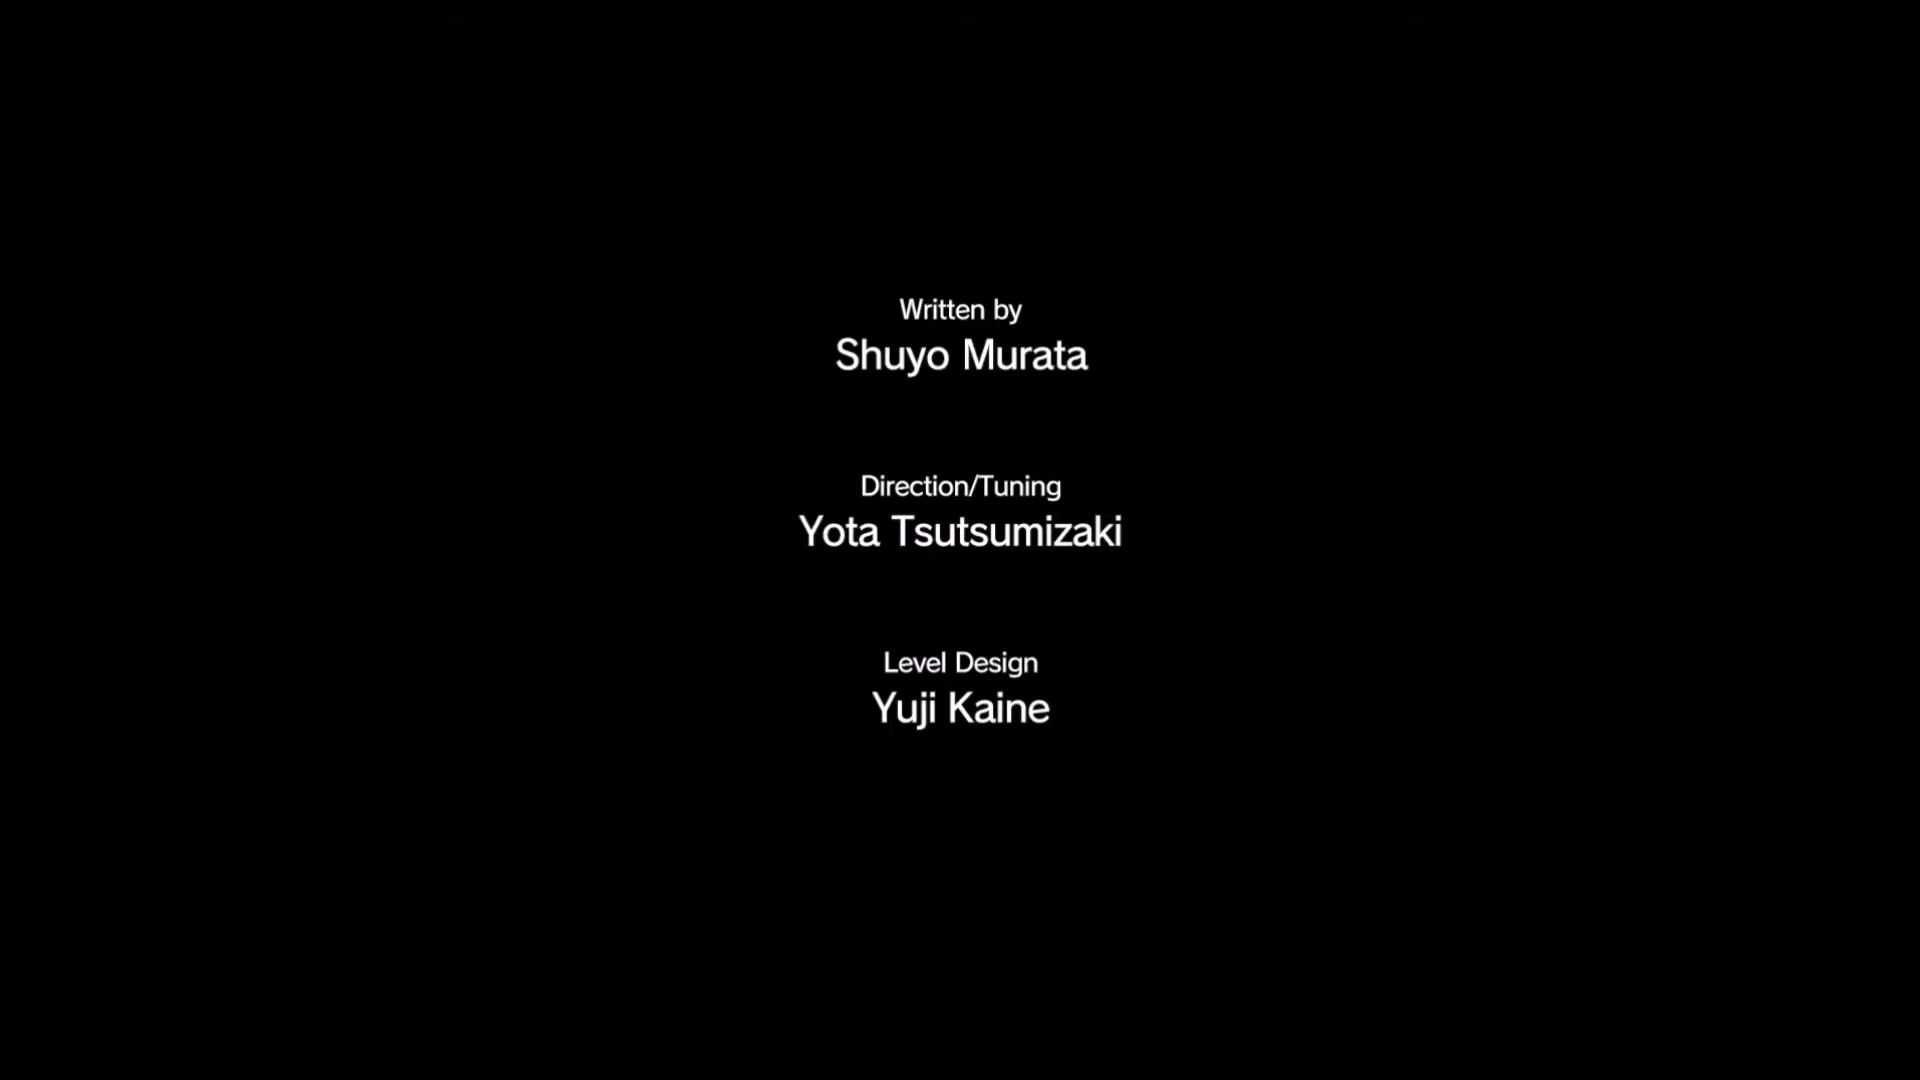 Written by
Shuyo Murata
Direction/Tuning
Yota Tsutsumizaki
Level Design
Yuji Kaine